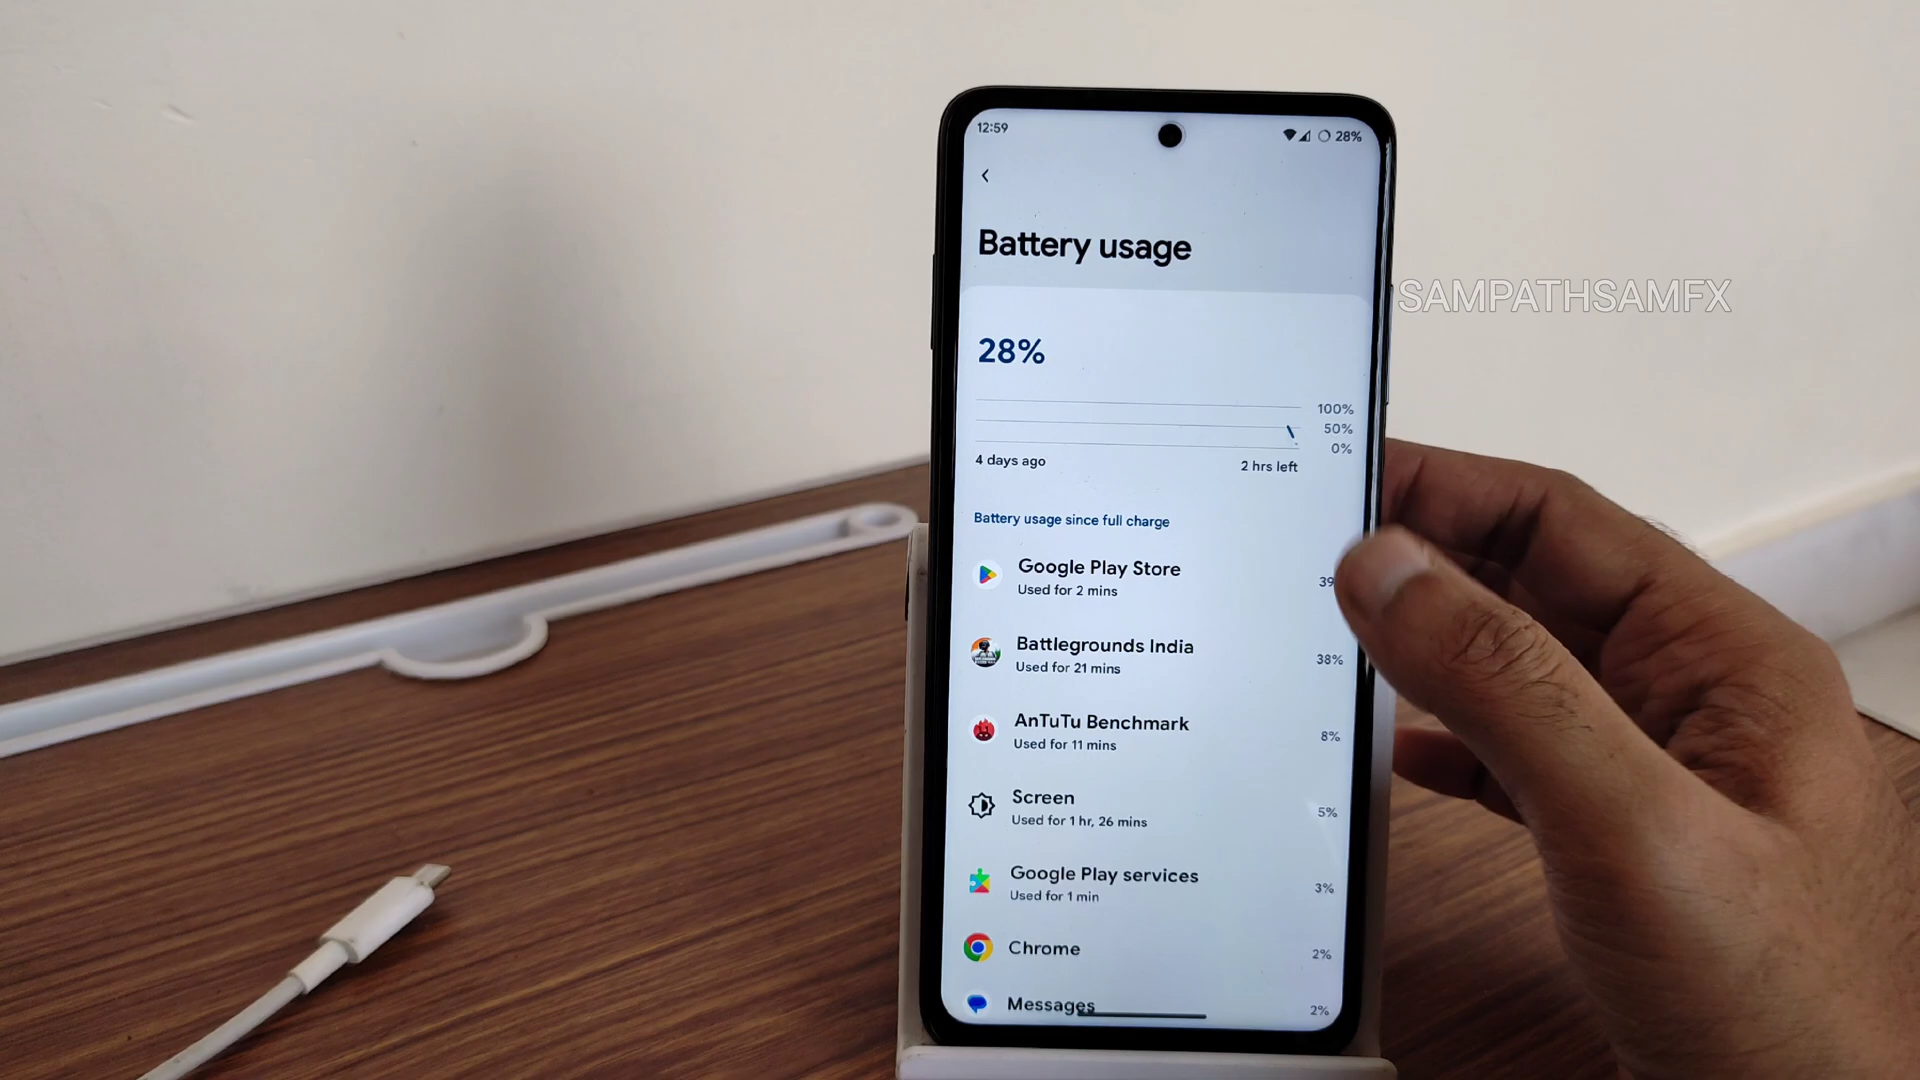 12:59
28%
Battery usage
SAMPATHSAMFX
28%
100%
50%
0%
4 days ago
2 hrs left
Battery usage since full charge
Google Play Store
39
Used for 2 mins
Battlegrounds India
38%
Used for 21 mins
AnTuTu Benchmark
8%
Used for 11 mins
Screen
5%
Used for 1 hr, 26 mins
Google Play services
3%
Used for 1 min
Chrome
2%
Messages
2%